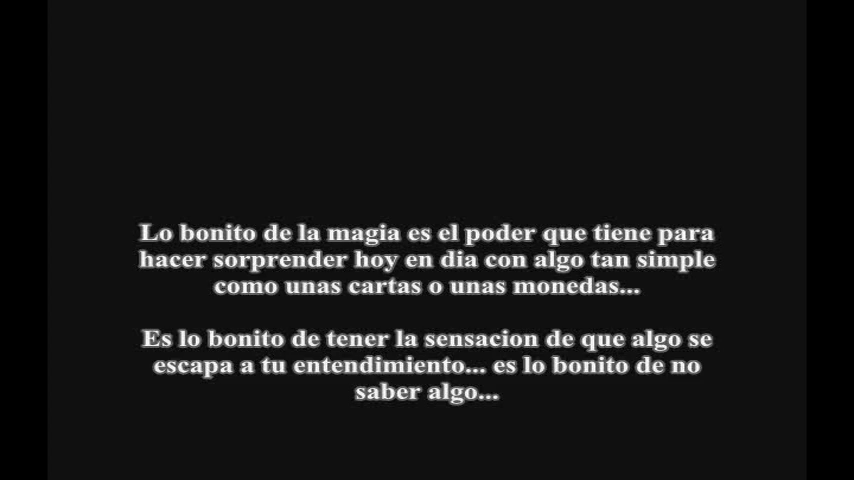 Lo bonito de la magia es el poder que tiene para
hacer sorprender hoy en dia con algo tan simple
como unas cartas o unas monedas...
Es lo bonito de tener la sensacion de que algo se
escapa a tu entendimiento... es lo bonito de no
saber algo...